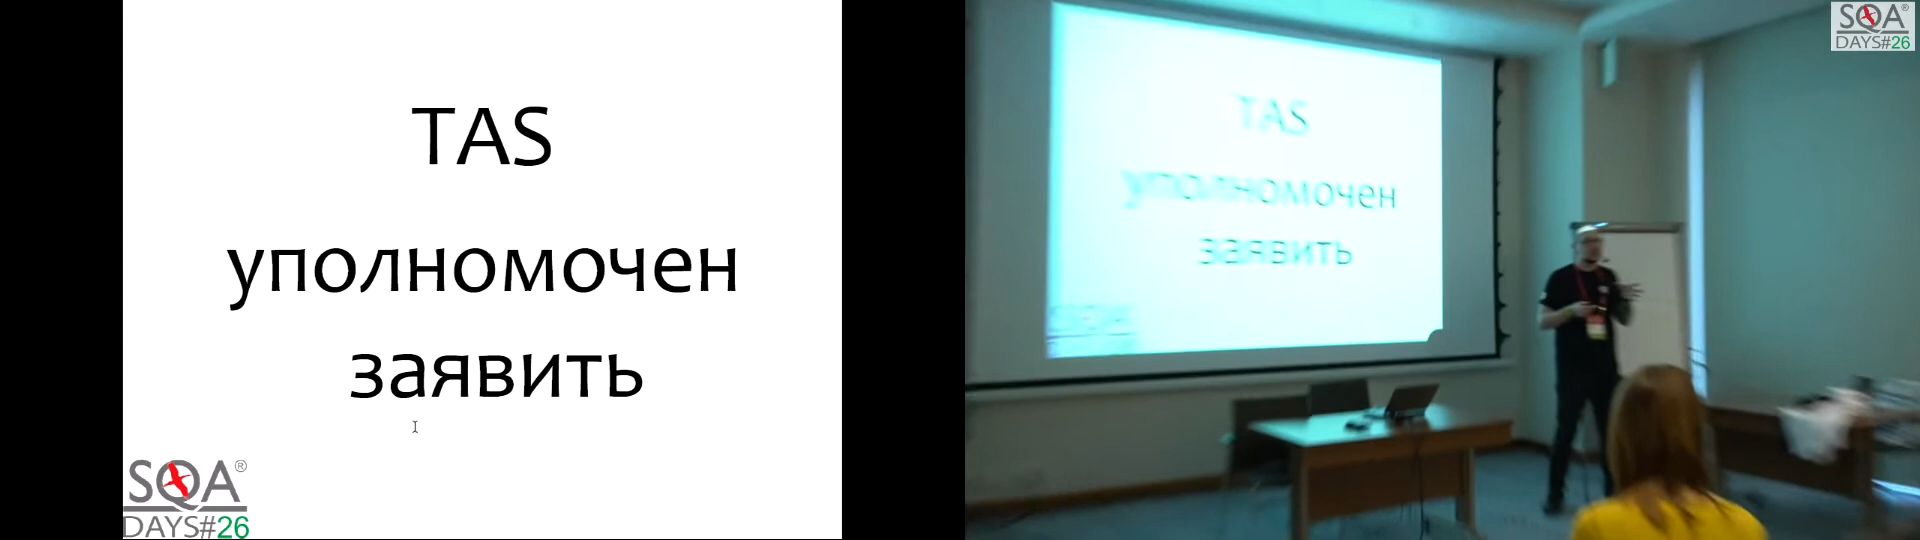 TAS
уполномочен
заявить
SQA®
DAYS#26
TAS
уполномочен
заявить
SQA®
DAYS#26